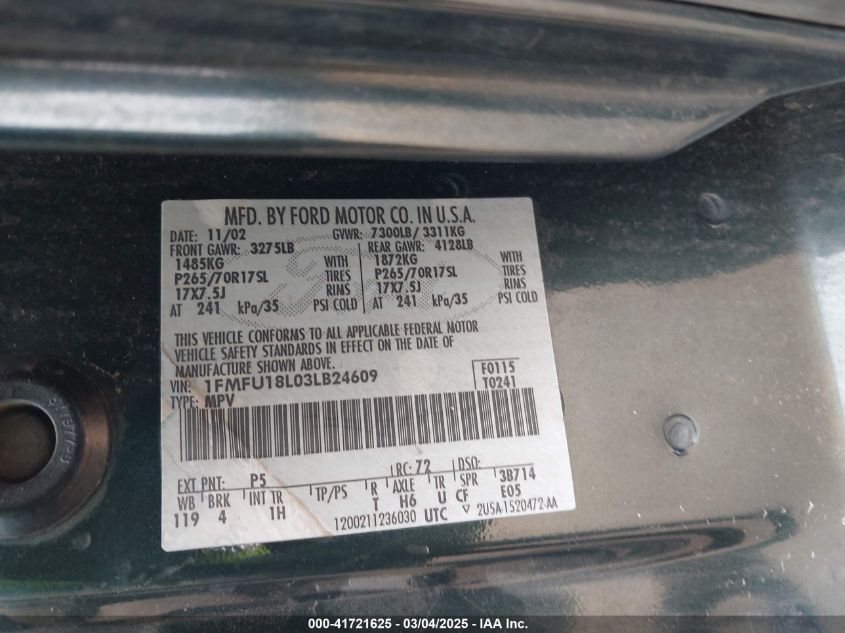 MFD. BY FORD MOTOR CO. IN U.S.A.
DATE: 11/02 GVWR: 7300LB/ 3311KG
FRONT GAWR: 3275LB REAR GAWR: 4128LB
1485KG WITH 1872KG WITH
P265/70R17SL TIRES P265/70R17SL TIRES
17X7.5J RIMS 17X7.5J RIMS
AT 241 kPa/35 PSI COLD AT 241 kPa/35 PSI COLD
THIS VEHICLE CONFORMS TO ALL APPLICABLE FEDERAL MOTOR
VEHICLE SAFETY STANDARDS IN EFFECT ON THE DATE OF
MANUFACTURE SHOWN ABOVE.
VIN: 1FMFU18L03LB24609 F0115
TYPE: MPV T0241
EXT PNT: P5 RC: 72 DSO:
WB BRK INT TR TP/PS R AXLE TR SPR 3B714
119 4 1H T H6 U CF E05
1200211236030 UTC ▽ 2USA-1520472-AA
000-41721625 - 03/04/2025 - © IAA, Inc.